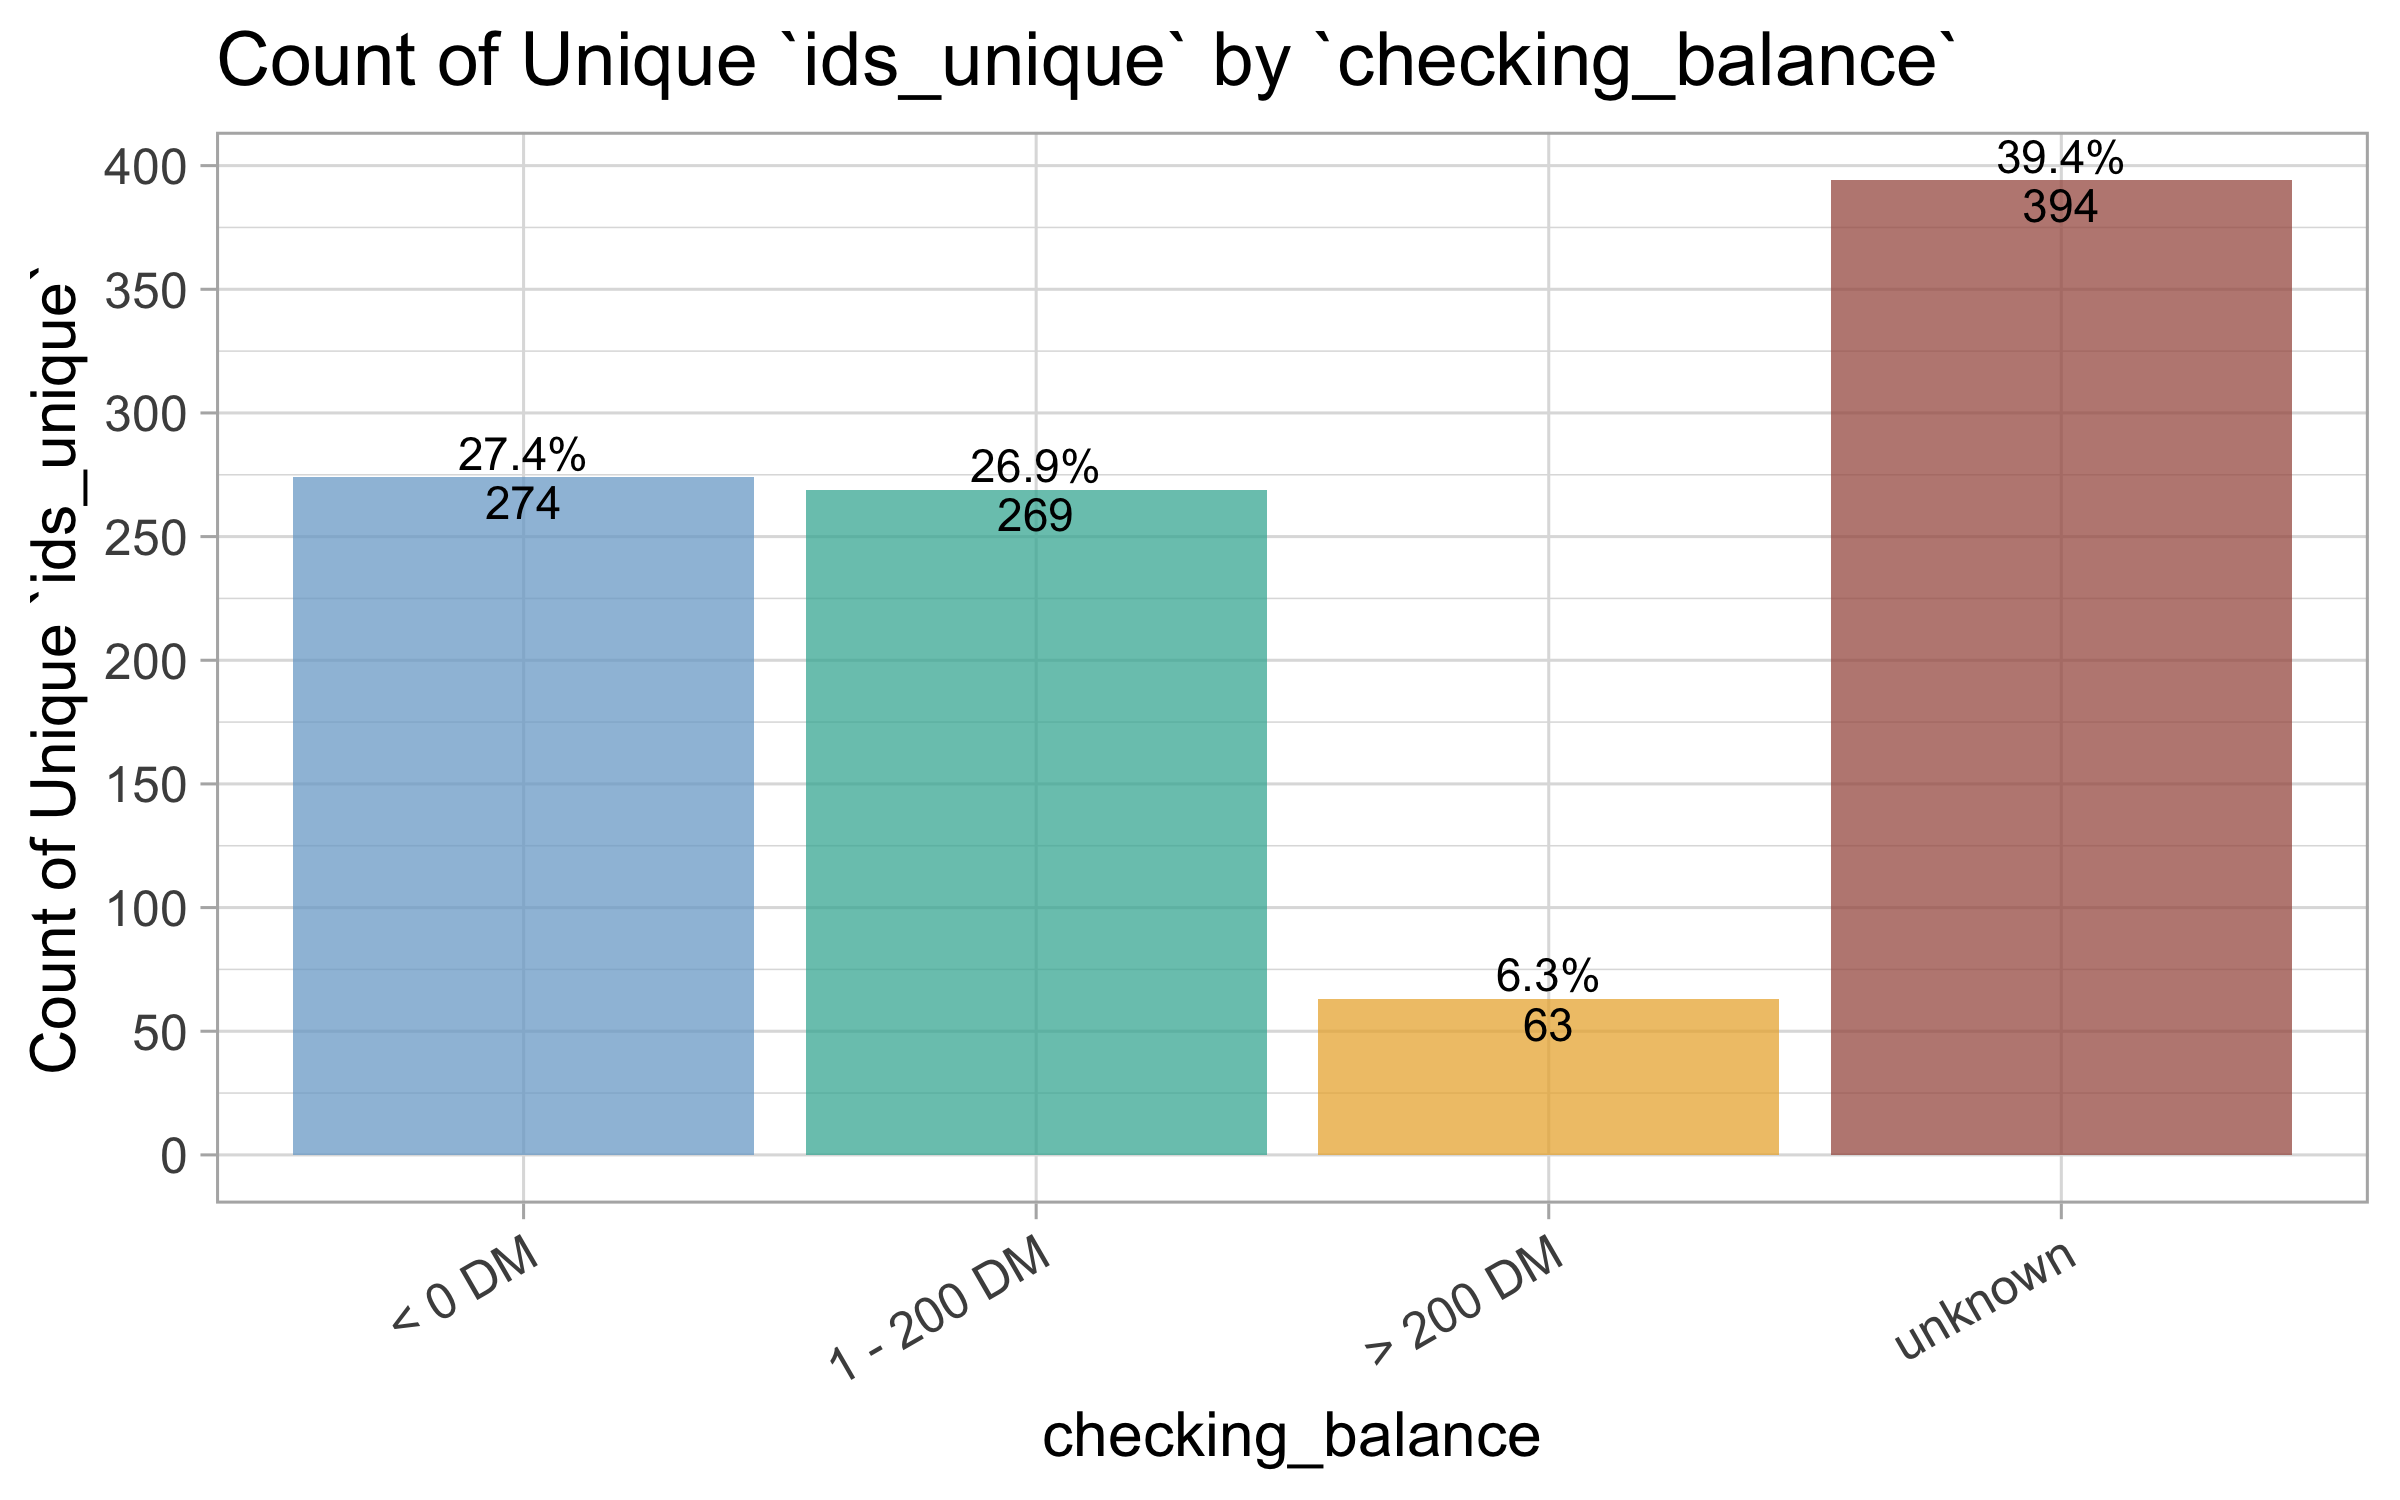 Count of Unique `ids_unique` by `checking_balance`
Count of Unique `ids_unique`
400
350
300
250
200
150
100
50
0
27.4%
274
26.9%
269
6.3%
63
39.4%
394
< 0 DM
1 - 200 DM
> 200 DM
unknown
checking_balance